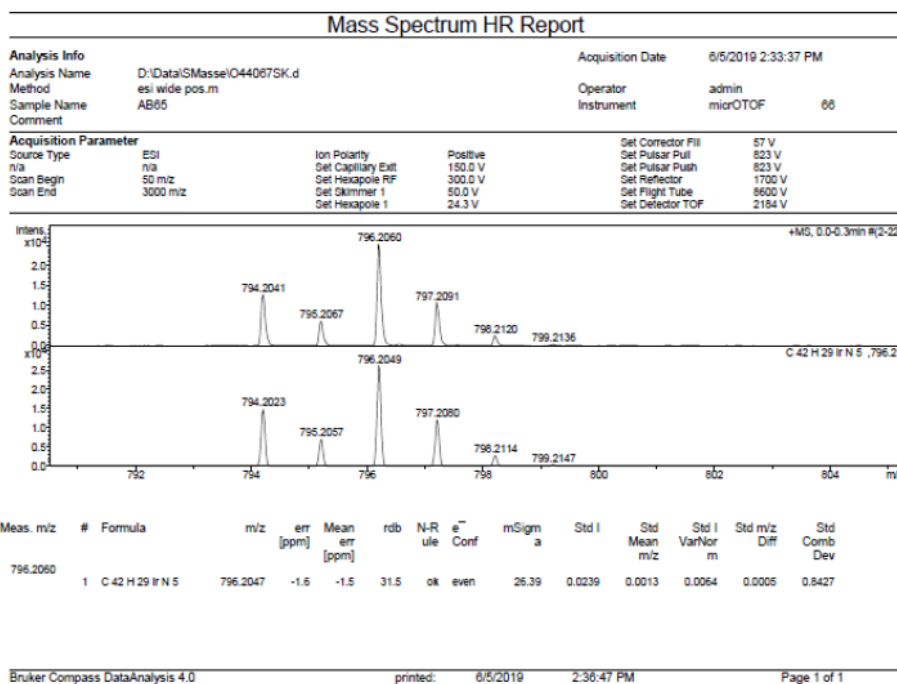 Mass Spectrum HR Report
Analysis Info
Acquisition Date 6/5/2019 2:33:37 PM
Analysis Name D:\Data\SMasse\O44067SK.d
Method esi wide pos.m Operator admin
Sample Name AB65 Instrument micrOTOF 66
Comment
Acquisition Parameter
Source Type ESI Ion Polarity Positive Set Corrector Fill 57 V
n/a n/a Set Capillary Exit 150.0 V Set Pulsar Pull 823 V
Scan Begin 50 m/z Set Hexapole RF 300.0 V Set Pulsar Push 823 V
Scan End 3000 m/z Set Skimmer 1 50.0 V Set Reflector 1700 V
Set Hexapole 1 24.3 V Set Flight Tube 8600 V
Set Detector TOF 2184 V
Intens.
x104
+MS, 0.0-0.3min #(2-22
796.2060
2.0
794.2041
1.5
797.2091
1.0
795.2067
0.5
798.2120
799.2136
0.0
x104
C 42 H 29 Ir N 5 ,796.2
796.2049
2.5
2.0
794.2023
1.5
797.2080
1.0
795.2057
0.5
798.2114
799.2147
0.0
792 794 796 798 800 802 804 m/
Meas. m/z # Formula m/z err [ppm] Mean err [ppm] rdb N-R ule e¯ Conf mSigm a Std I Std Mean m/z Std I VarNor m Std m/z Diff Std Comb Dev
796.2060
1 C 42 H 29 Ir N 5 796.2047 -1.6 -1.5 31.5 ok even 26.39 0.0239 0.0013 0.0064 0.0005 0.8427
Bruker Compass DataAnalysis 4.0 printed: 6/5/2019 2:36:47 PM Page 1 of 1